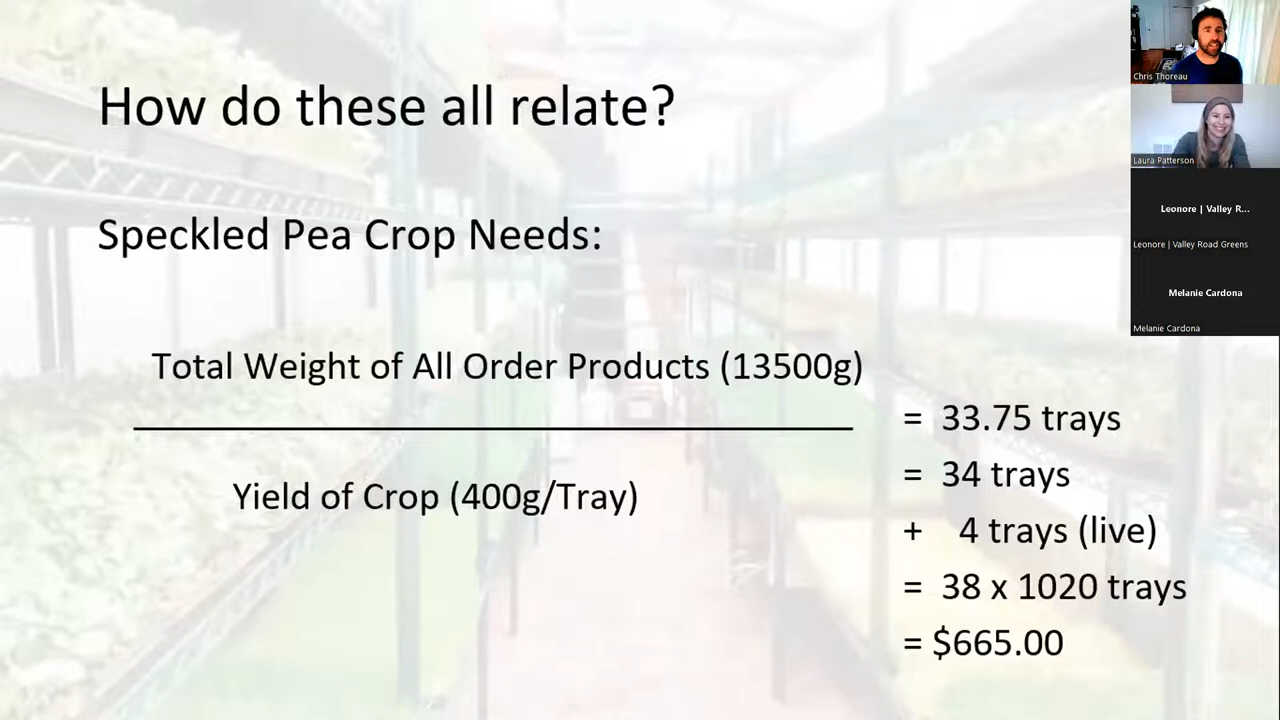 How do these all relate?
Speckled Pea Crop Needs:
Total Weight of All Order Products (13500g)
Yield of Crop (400g/Tray)
= 33.75 trays
= 34 trays
+ 4 trays (live)
= 38 x 1020 trays
= $665.00
Chris Thoreau
Laura Patterson
Leonore | Valley R...
Leonore | Valley Road Greens
Melanie Cardona
Melanie Cardona